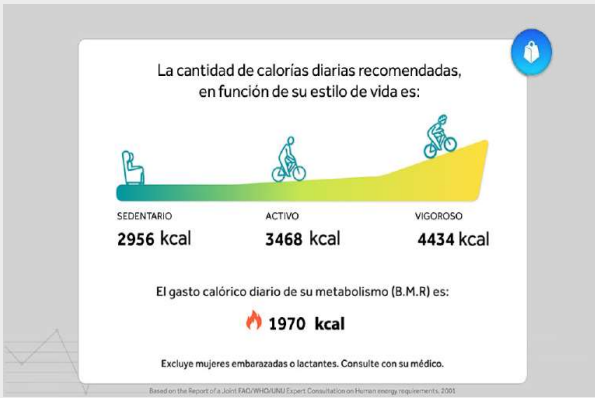 La cantidad de calorías diarias recomendadas,
en función de su estilo de vida es:
SEDENTARIO ACTIVO VIGOROSO
2956 kcal 3468 kcal 4434 kcal
El gasto calórico diario de su metabolismo (B.M.R) es:
1970 kcal
Excluye mujeres embarazadas o lactantes. Consulte con su médico.
Based on the Report of a Joint FAO/WHO/UNU Expert Consultation on Human energy requirements, 2001